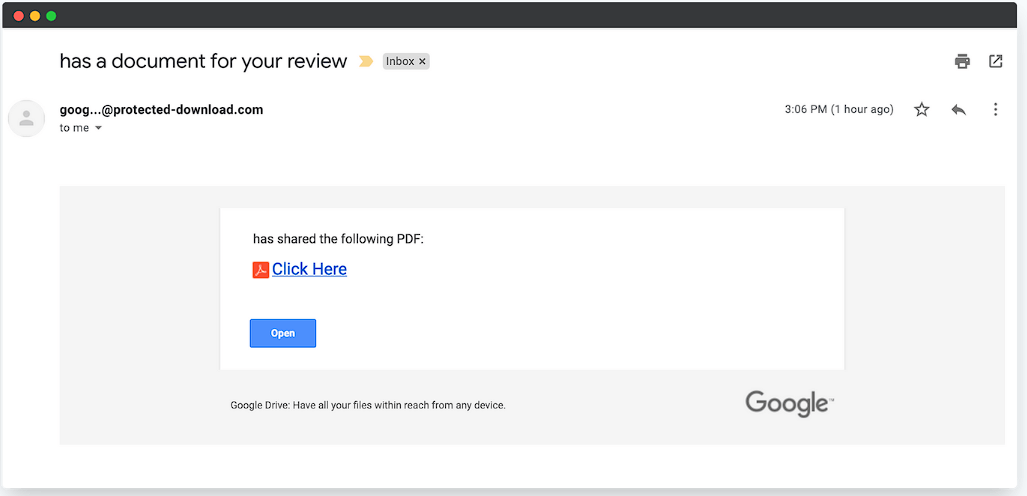 has a document for your review
Inbox ×
goog...@protected-download.com
3:06 PM (1 hour ago)
to me
has shared the following PDF:
Click Here
Open
Google Drive: Have all your files within reach from any device.
Google™